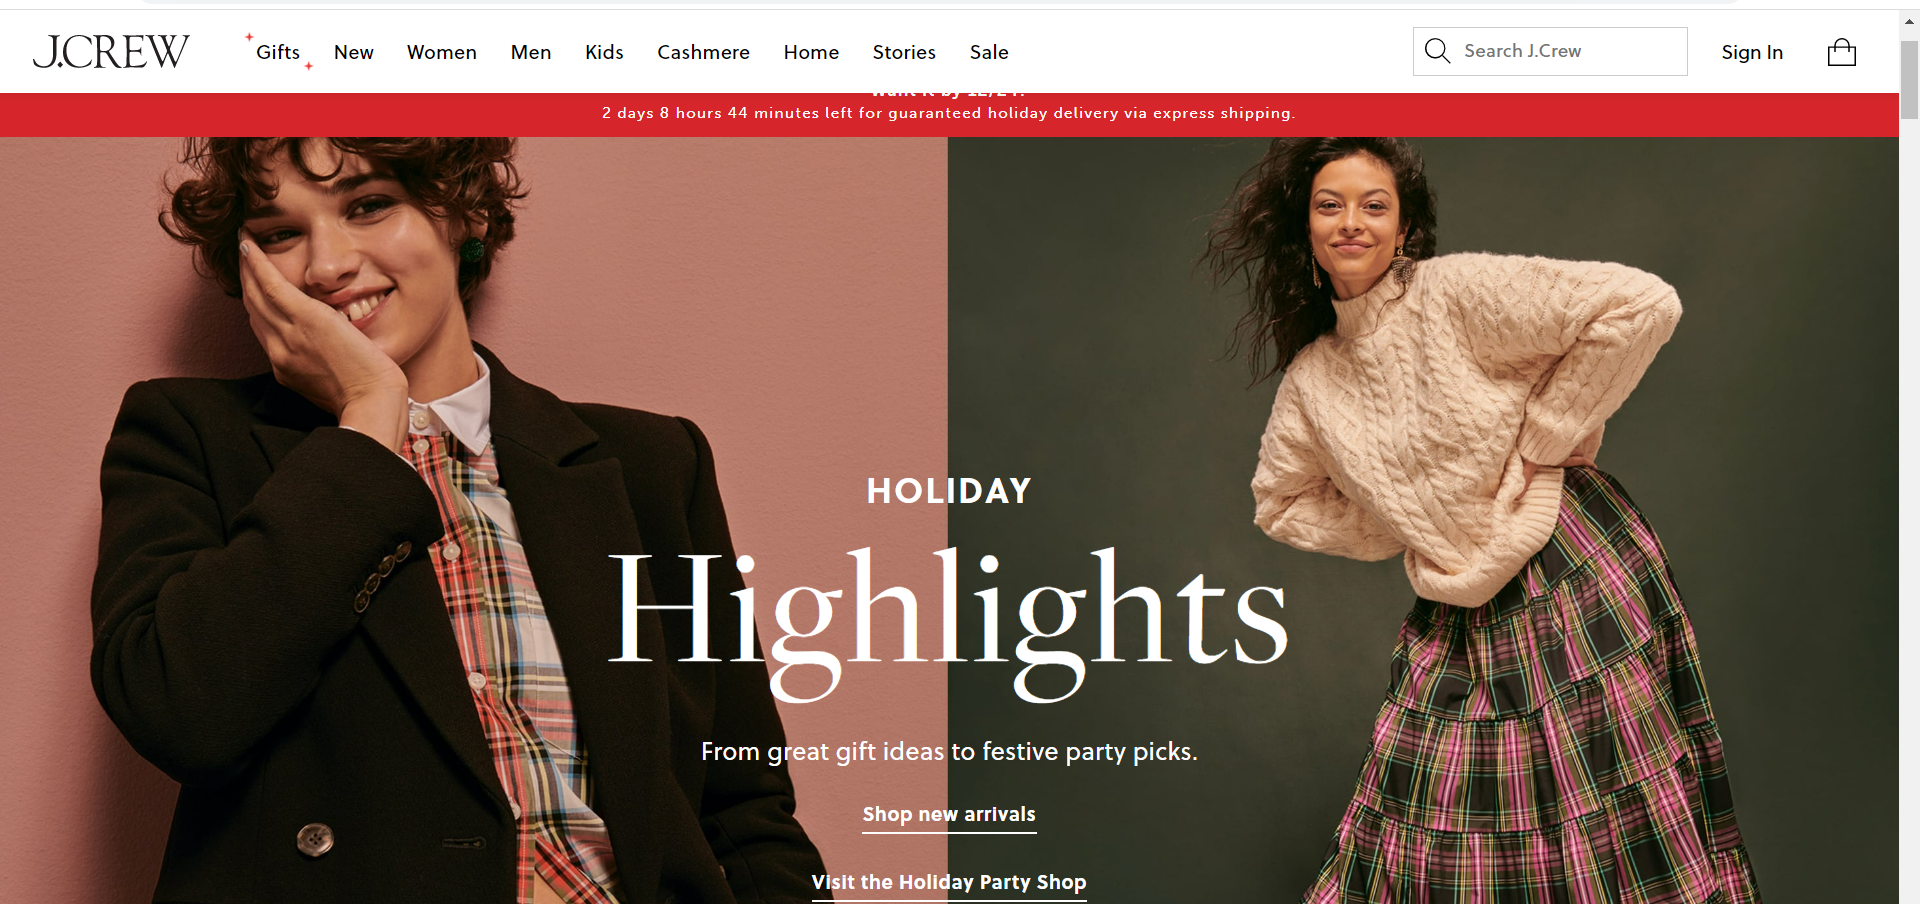 J.CREW
Gifts New Women Men Kids Cashmere Home Stories Sale
Search J.Crew
Sign In
2 days 8 hours 44 minutes left for guaranteed holiday delivery via express shipping.
HOLIDAY
Highlights
From great gift ideas to festive party picks.
Shop new arrivals
Visit the Holiday Party Shop